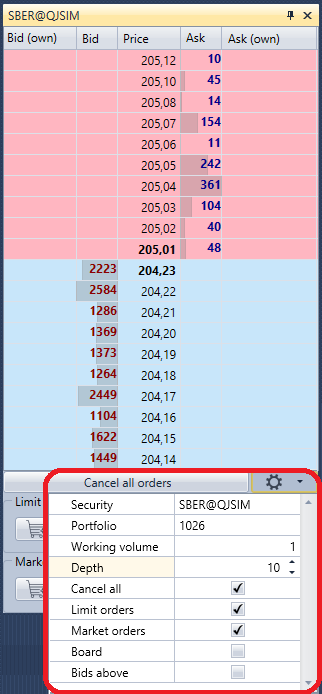 SBER@QJSIM
Bid (own) Bid Price Ask Ask (own)
205,12 10
205,10 45
205,08 14
205,07 154
205,06 11
205,05 242
205,04 361
205,03 104
205,02 40
205,01 48
2223 204,23
2584 204,22
1286 204,21
1369 204,20
1373 204,19
1264 204,18
2449 204,17
1104 204,16
1622 204,15
1449 204,14
Cancel all orders
Limit
Market
Security SBER@QJSIM
Portfolio 1026
Working volume 1
Depth 10
Cancel all
Limit orders
Market orders
Board
Bids above